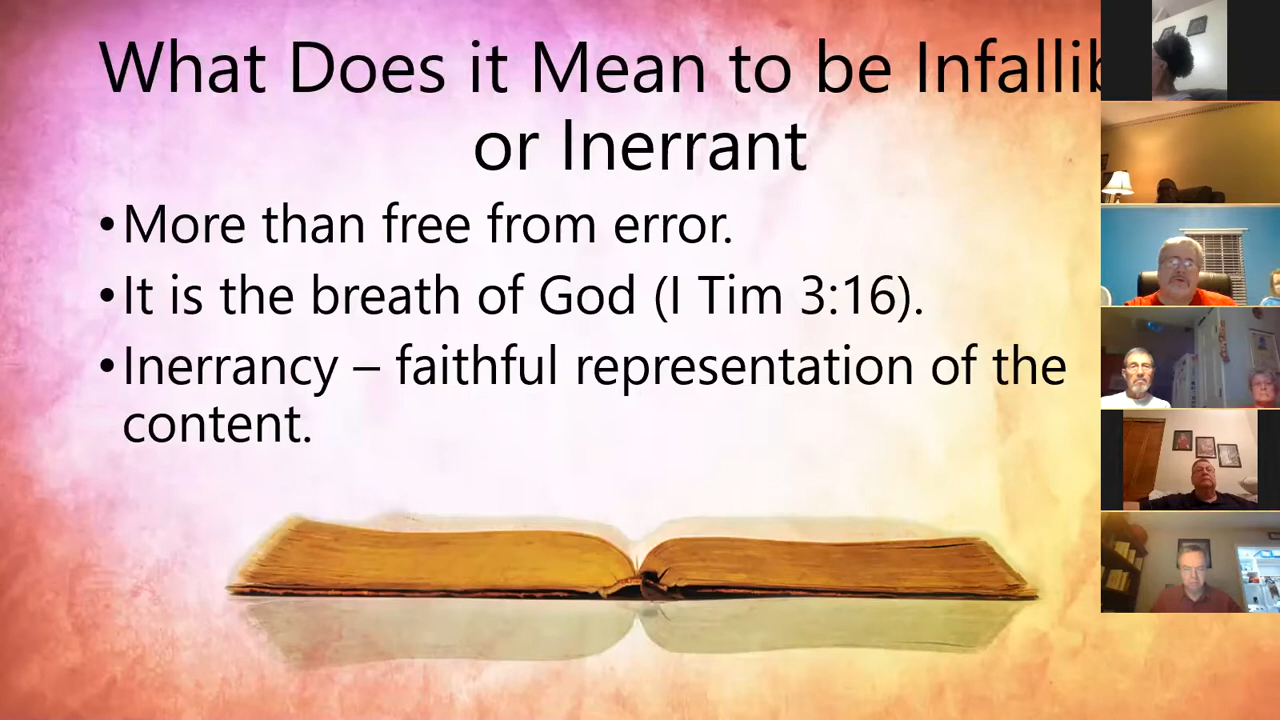 What Does it Mean to be Infallib
or Inerrant
•More than free from error.
•It is the breath of God (I Tim 3:16).
•Inerrancy – faithful representation of the
content.